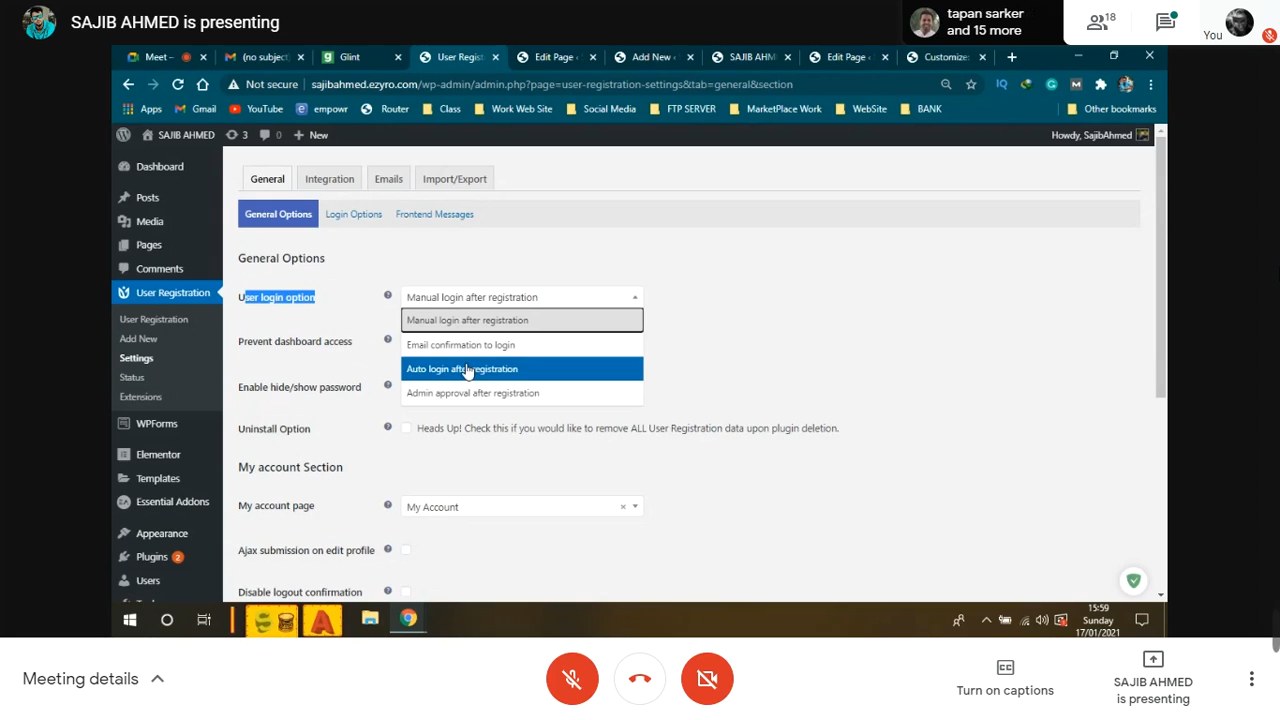 SAJIB AHMED is presenting
tapan sarker
and 15 more
18
You
Meet -
(no subject)
Glint
User Regist
Edit Page
Add New
SAJIB AHM
Edit Page
Customize:
Not secure
sajibahmed.ezyro.com/wp-admin/admin.php?page=user-registration-settings&tab=general&section
Apps
Gmail
YouTube
empowr
Router
Class
Work Web Site
Social Media
FTP SERVER
MarketPlace Work
WebSite
BANK
Other bookmarks
SAJIB AHMED
3
0
New
Howdy, SajibAhmed
Dashboard
Posts
Media
Pages
Comments
User Registration
User Registration
Add New
Settings
Status
Extensions
WPForms
Elementor
Templates
Essential Addons
Appearance
Plugins 2
Users
General
Integration
Emails
Import/Export
General Options
Login Options
Frontend Messages
General Options
User login option
Manual login after registration
Manual login after registration
Email confirmation to login
Auto login after registration
Admin approval after registration
Prevent dashboard access
Enable hide/show password
Uninstall Option
Heads Up! Check this if you would like to remove ALL User Registration data upon plugin deletion.
My account Section
My account page
My Account
Ajax submission on edit profile
Disable logout confirmation
15:59
Sunday
17/01/2021
Meeting details
Turn on captions
SAJIB AHMED
is presenting